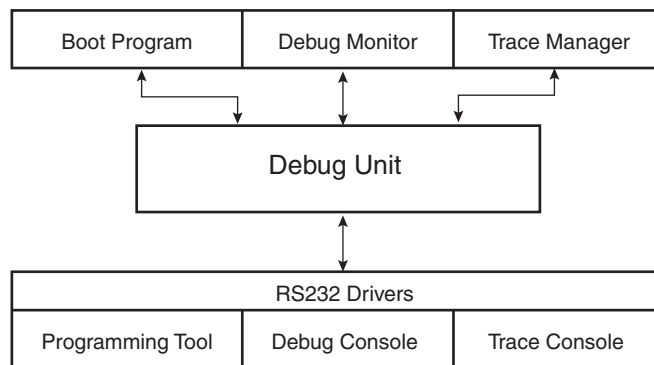 Boot Program
Debug Monitor
Trace Manager
Debug Unit
RS232 Drivers
Programming Tool
Debug Console
Trace Console